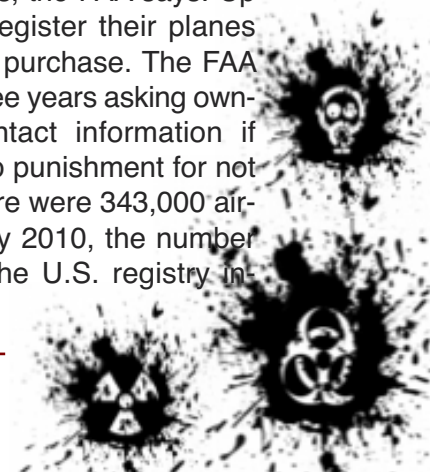 the FAA says. Up
egister their planes
purchase. The FAA
ee years asking own-
ntact information if
o punishment for not
re were 343,000 air-
y 2010, the number
he U.S. registry in-